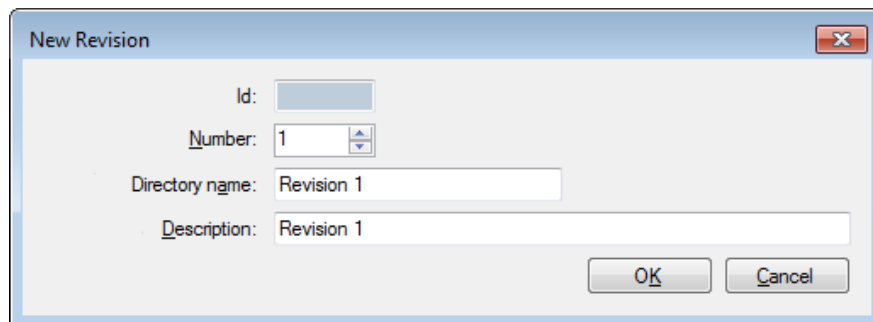 New Revision
Id:
Number: 1
Directory name: Revision 1
Description: Revision 1
OK Cancel